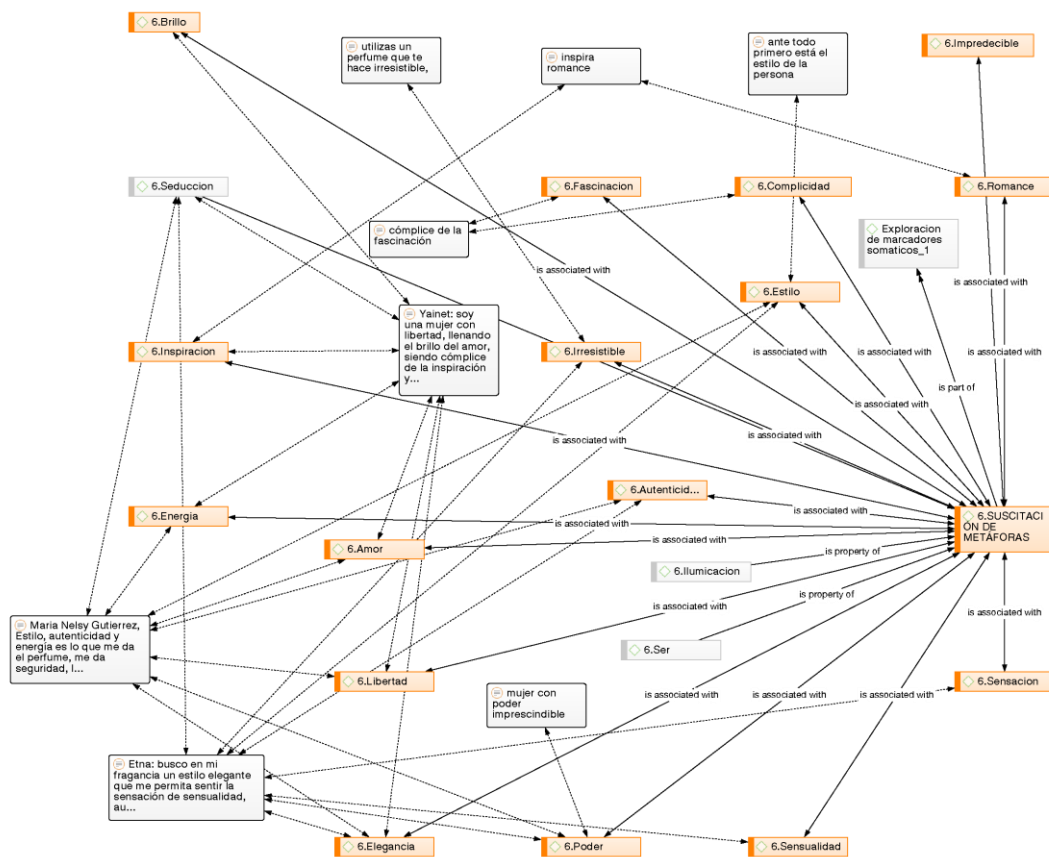 6.Brillo
utilizas un
perfume que te
hace irresistible,
inspira
romance
ante todo
primero está el
estilo de la
persona
6.Impredecible
6.Seduccion
6.Fascinacion
6.Complicidad
6.Romance
cómplice de la
fascinación
Exploracion
de marcadores
somaticos_1
is associated with
is associated with
6.Estilo
Yainet: soy
una mujer con
libertad, llenando
el brillo del amor,
siendo cómplice
de la inspiración
y...
6.Inspiracion
6.Irresistible
is associated with
is associated with
is associated with
is associated with
is part of
is associated with
is associated with
is associated with
6.Autenticid...
6.Energia
is associated with
is associated with
6.SUSCITACI
ÓN DE
METÁFORAS
6.Amor
is associated with
is property of
6.Ilumicacion
is property of
is associated with
is associated with
Maria Nelsy Gutierrez,
Estilo, autenticidad y
energía es lo que me da
el perfume, me da
seguridad, l...
6.Ser
6.Libertad
6.Sensacion
mujer con
poder
imprescindible
is associated with
is associated with
is associated with
Etna: busco en mi
fragancia un estilo elegante
que me permita sentir la
sensación de sensualidad,
au...
6.Elegancia
6.Poder
6.Sensualidad